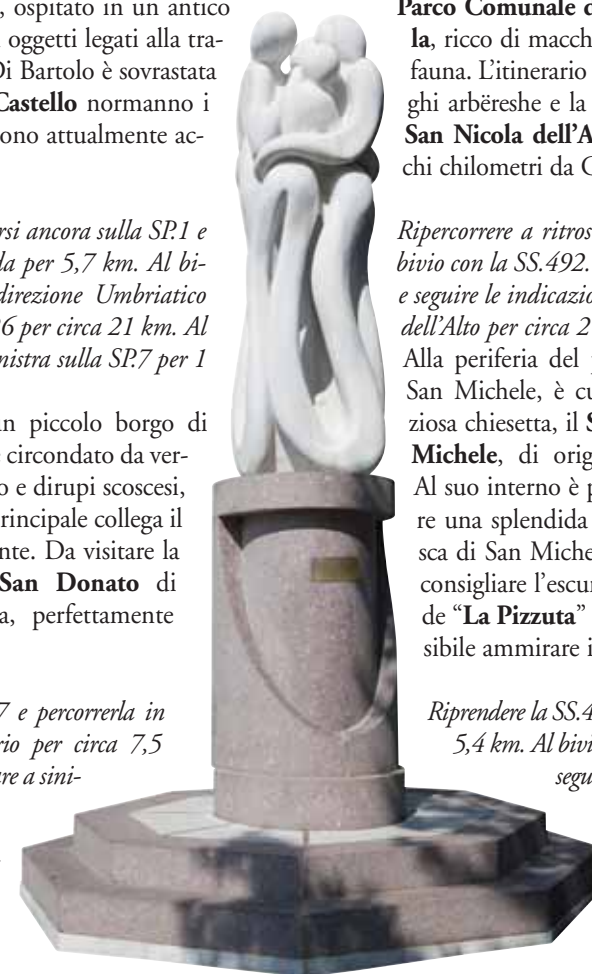 , ospitato in un antico
oggetti legati alla tra-
Di Bartolo è sovrastata
Castello normanno i
ono attualmente ac-
rsi ancora sulla SP.1 e
da per 5,7 km. Al bi-
direzione Umbriatico
06 per circa 21 km. Al
nistra sulla SP.7 per 1
un piccolo borgo di
e circondato da ver-
o e dirupi scoscesi,
rincipale collega il
nte. Da visitare la
San Donato di
a, perfettamente
7 e percorrerla in
rio per circa 7,5
are a sini-
Parco Comunale d
la, ricco di macch
fauna. L'itinerario
ghi arbëreshe e la
San Nicola dell'A
chi chilometri da C
Ripercorrere a ritros
bivio con la SS.492.
e seguire le indicazio
dell'Alto per circa 2
Alla periferia del
San Michele, è cu
ziosa chiesetta, il S
Michele, di orig
Al suo interno è p
re una splendida
sca di San Miche
consigliare l'escur
de "La Pizzuta"
sibile ammirare i
Riprendere la SS.4
5,4 km. Al bivi
segu